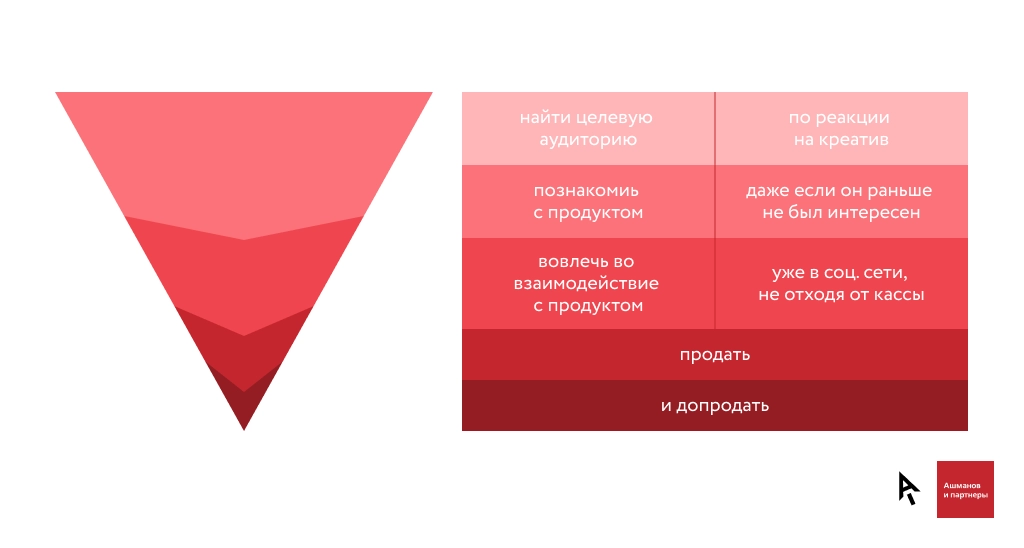 найти целевую
аудиторию
по реакции
на креатив
познакомиь
с продуктом
даже если он раньше
не был интересен
вовлечь во
взаимодействие
с продуктом
уже в соц. сети,
не отходя от кассы
продать
и допродать
Ашманов
и партнеры